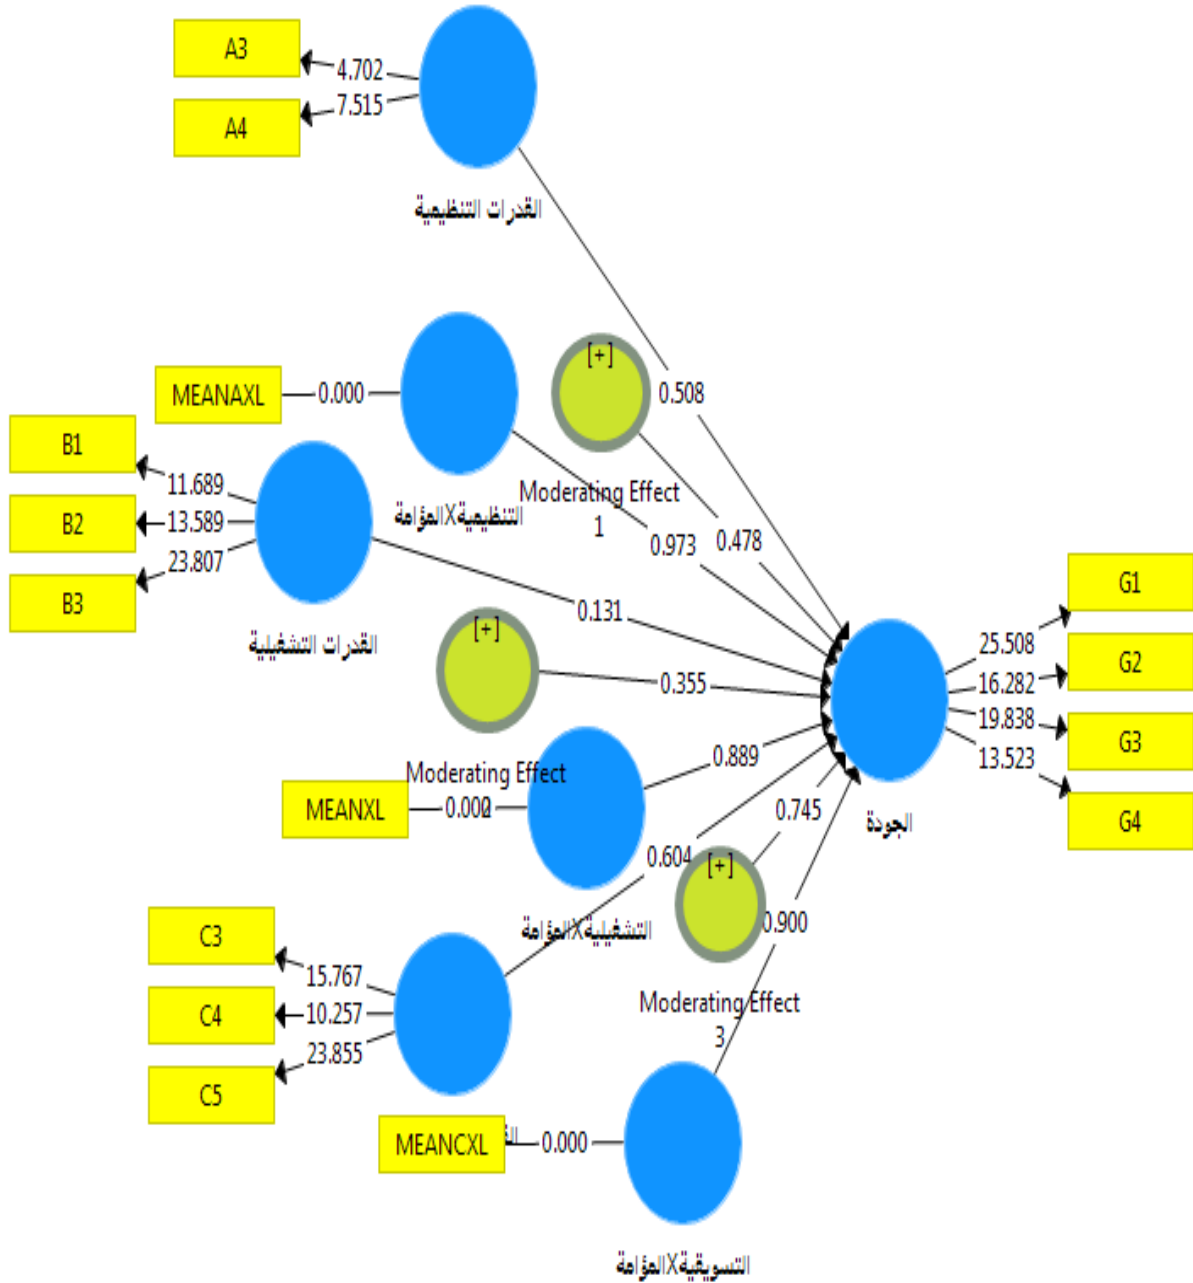 A3
4.702
7.515
A4
القدرات التنظيمية
[+]
MEANAXL
0.000
0.508
B1
11.689
Moderating Effect
1
التنظيميةXالمؤامة
B2
13.589
0.973
0.478
23.807
B3
G1
0.131
[+]
القدرات التشغيلية
25.508
G2
16.282
0.355
19.838
G3
13.523
0.889
Moderating Effect
MEANXL
0.745
G4
الجودة
0.604
[+]
C3
0.900
التشغيليةXالمؤامة
15.767
Moderating Effect
3
C4
10.257
23.855
C5
MEANCXL
0.000
التسويقيةXالمؤامة